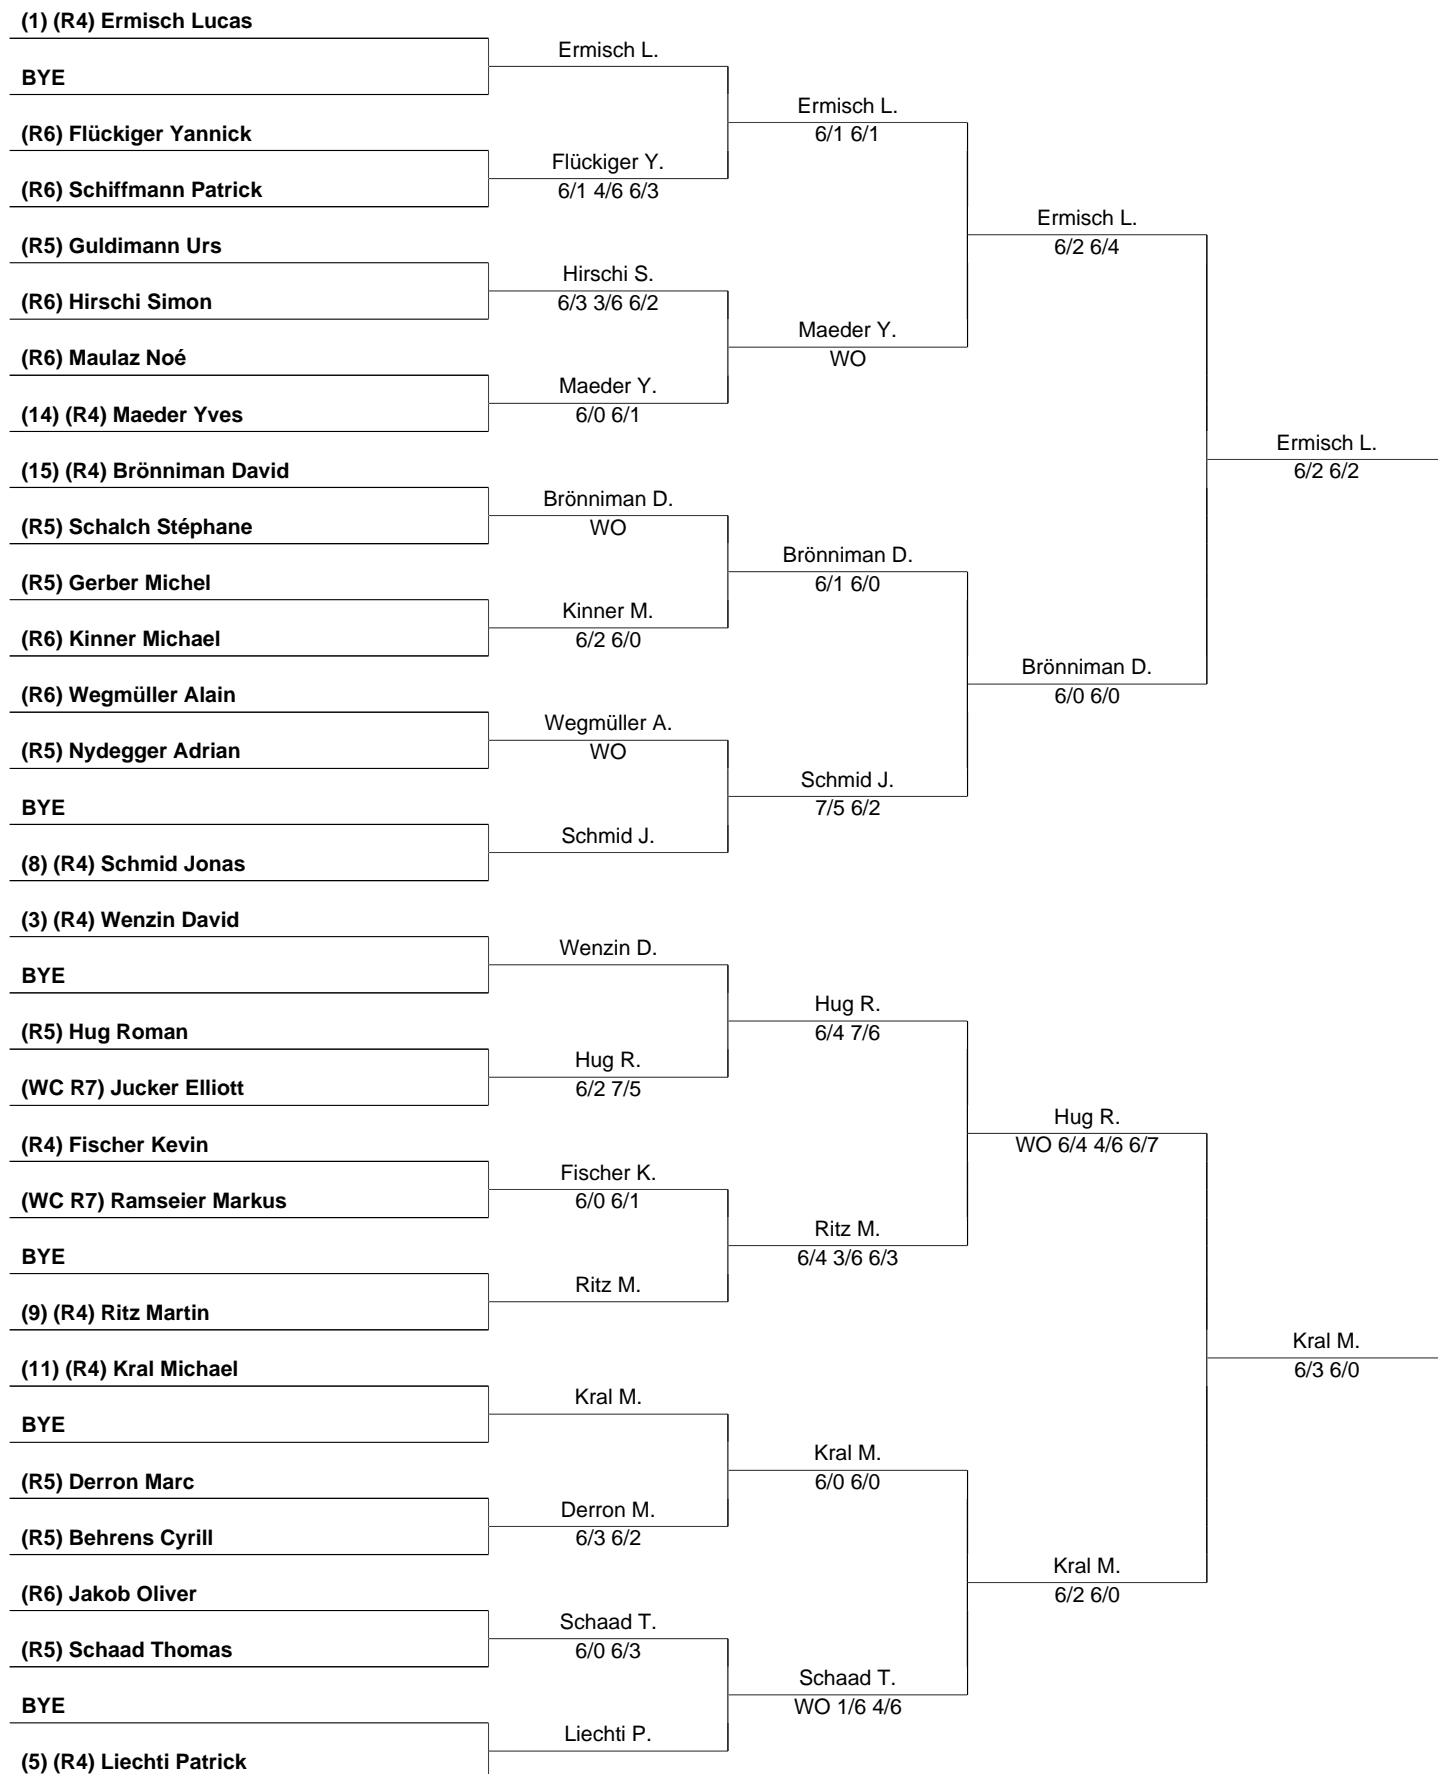 (1) (R4) Ermisch Lucas
Ermisch L.
BYE
Ermisch L.
6/1 6/1
(R6) Flückiger Yannick
Flückiger Y.
6/1 4/6 6/3
(R6) Schiffmann Patrick
Ermisch L.
6/2 6/4
(R5) Guldimann Urs
Hirschi S.
6/3 3/6 6/2
(R6) Hirschi Simon
Maeder Y.
WO
(R6) Maulaz Noé
Maeder Y.
6/0 6/1
(14) (R4) Maeder Yves
Ermisch L.
6/2 6/2
(15) (R4) Brönniman David
Brönniman D.
WO
(R5) Schalch Stéphane
Brönniman D.
6/1 6/0
(R5) Gerber Michel
Kinner M.
6/2 6/0
(R6) Kinner Michael
Brönniman D.
6/0 6/0
(R6) Wegmüller Alain
Wegmüller A.
WO
(R5) Nydegger Adrian
Schmid J.
7/5 6/2
BYE
Schmid J.
(8) (R4) Schmid Jonas
(3) (R4) Wenzin David
Wenzin D.
BYE
Hug R.
6/4 7/6
(R5) Hug Roman
Hug R.
6/2 7/5
(WC R7) Jucker Elliott
Hug R.
WO 6/4 4/6 6/7
(R4) Fischer Kevin
Fischer K.
6/0 6/1
(WC R7) Ramseier Markus
Ritz M.
6/4 3/6 6/3
BYE
Ritz M.
(9) (R4) Ritz Martin
Kral M.
6/3 6/0
(11) (R4) Kral Michael
Kral M.
BYE
Kral M.
6/0 6/0
(R5) Derron Marc
Derron M.
6/3 6/2
(R5) Behrens Cyrill
Kral M.
6/2 6/0
(R6) Jakob Oliver
Schaad T.
6/0 6/3
(R5) Schaad Thomas
Schaad T.
WO 1/6 4/6
BYE
Liechti P.
(5) (R4) Liechti Patrick